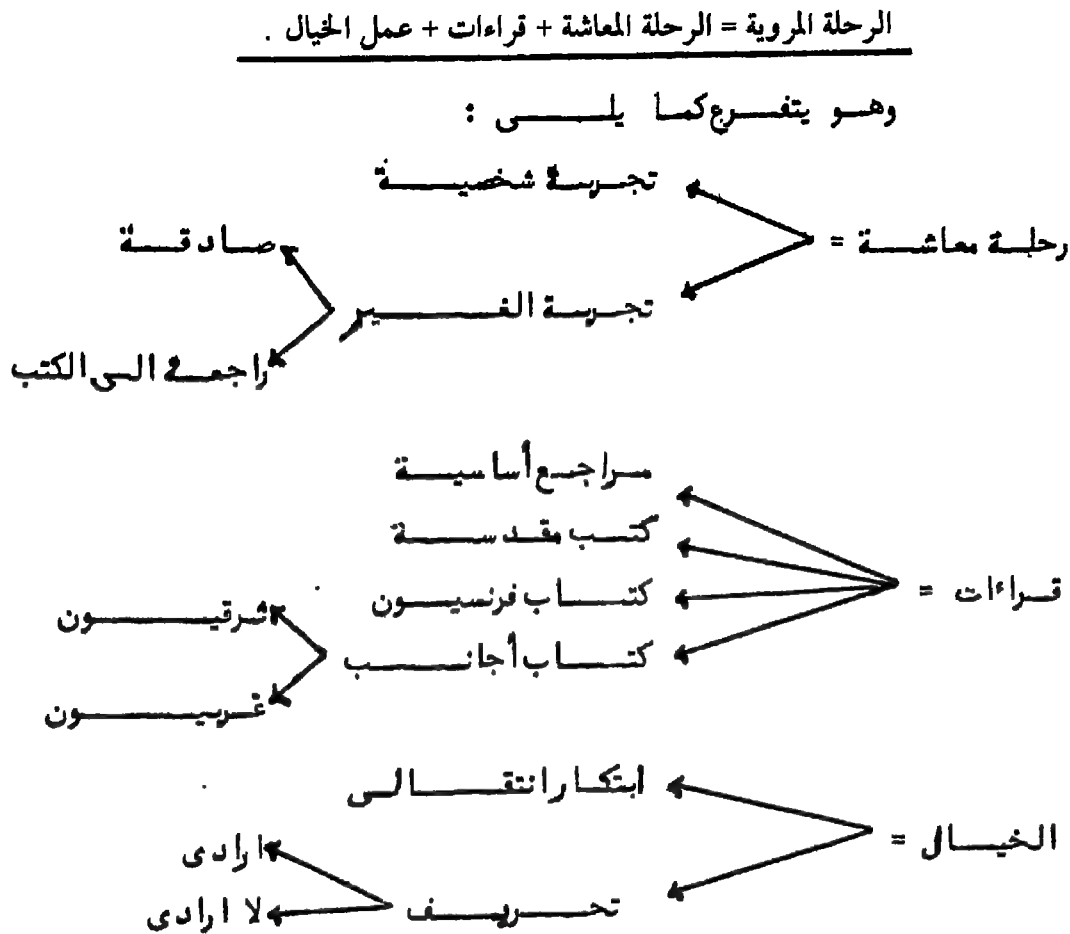 الرحلة المروية = الرحلة المعاشة + قراءات + عمل الخيال .
وهو يتفرع كما يلى :
تجربة شخصية
رحلة معاشة =
صادقة
تجربة الغير
راجعة الى الكتب
مراجع أساسية
كتب مقدسة
قراءات =
كتاب فرنسيون
شرقيون
كتاب أجانب
غربيون
ابتكار انتقالى
الخيال =
ارادى
تحريف
لا ارادى